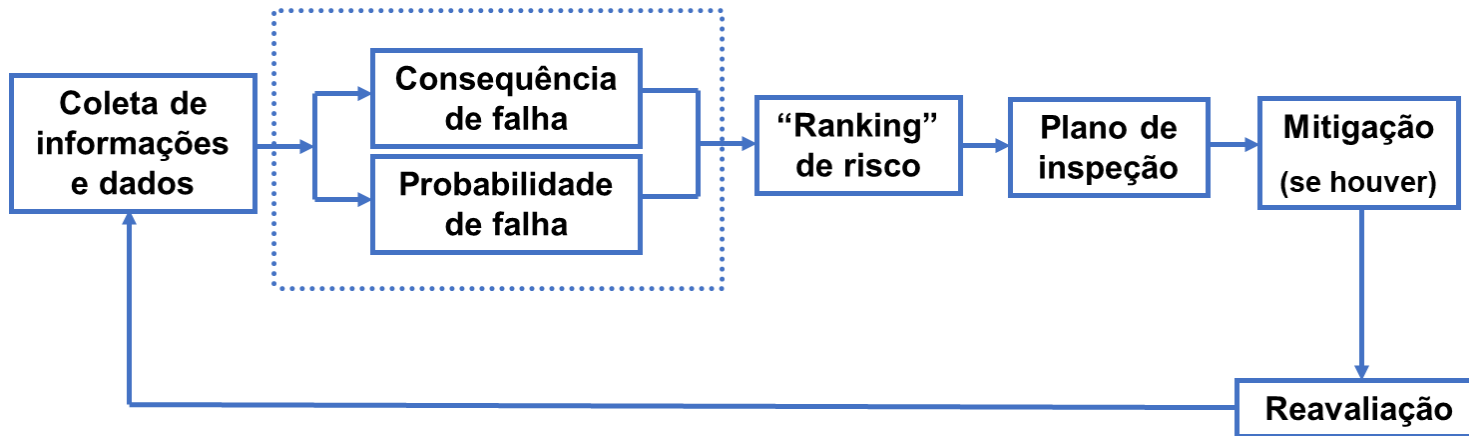 Coleta de
informações
e dados
Consequência
de falha
Probabilidade
de falha
“Ranking”
de risco
Plano de
inspeção
Mitigação
(se houver)
Reavaliação